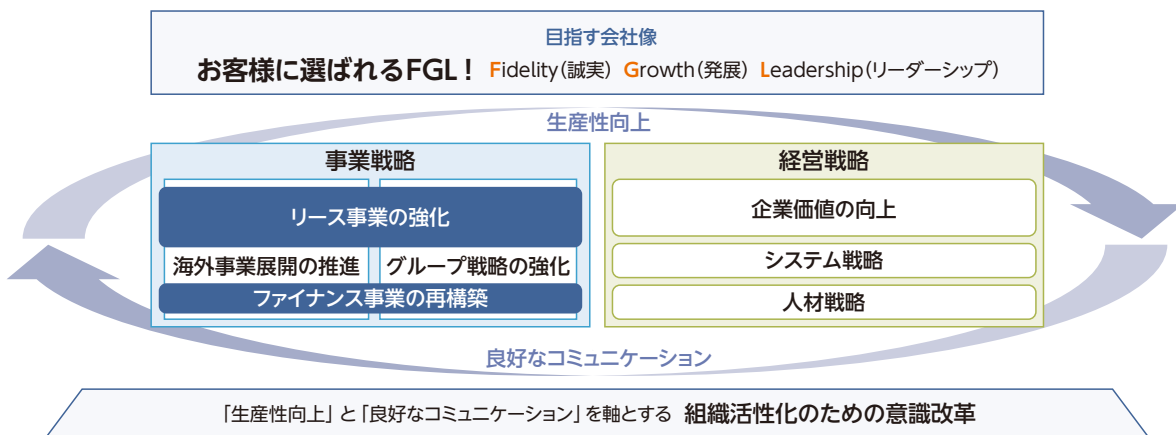 目指す会社像
お客様に選ばれるFGL！ Fidelity（誠実） Growth（発展） Leadership（リーダーシップ）
生産性向上
事業戦略
リース事業の強化
海外事業展開の推進
グループ戦略の強化
ファイナンス事業の再構築
経営戦略
企業価値の向上
システム戦略
人材戦略
良好なコミュニケーション
「生産性向上」と「良好なコミュニケーション」を軸とする 組織活性化のための意識改革